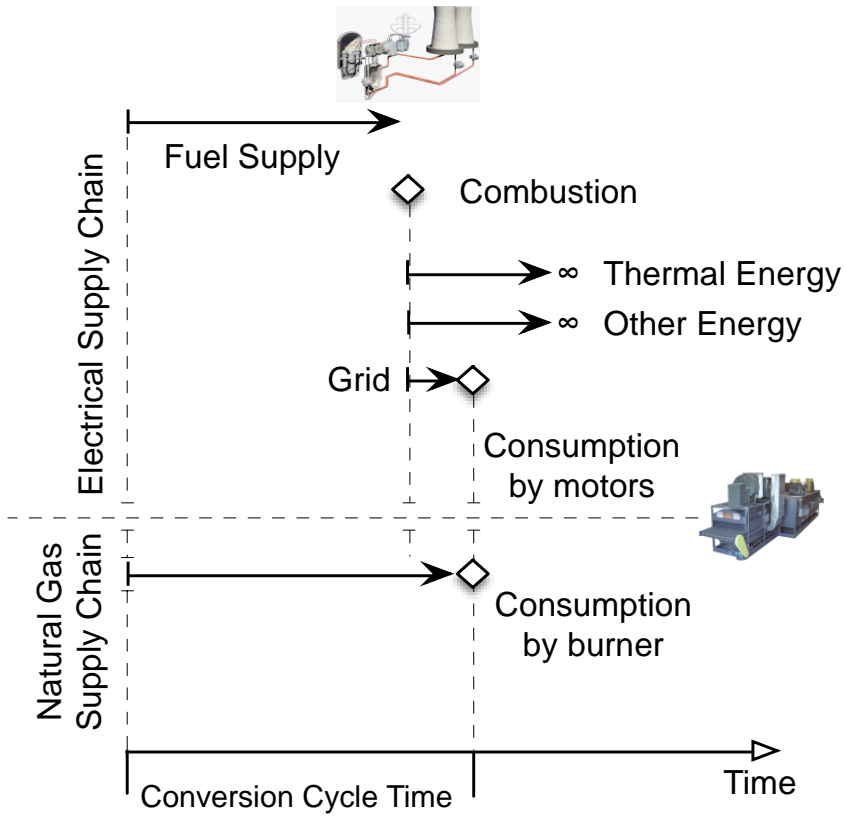 Electrical Supply Chain
Fuel Supply
Combustion
∞ Thermal Energy
∞ Other Energy
Grid
Consumption
by motors
Natural Gas
Supply Chain
Consumption
by burner
Time
Conversion Cycle Time